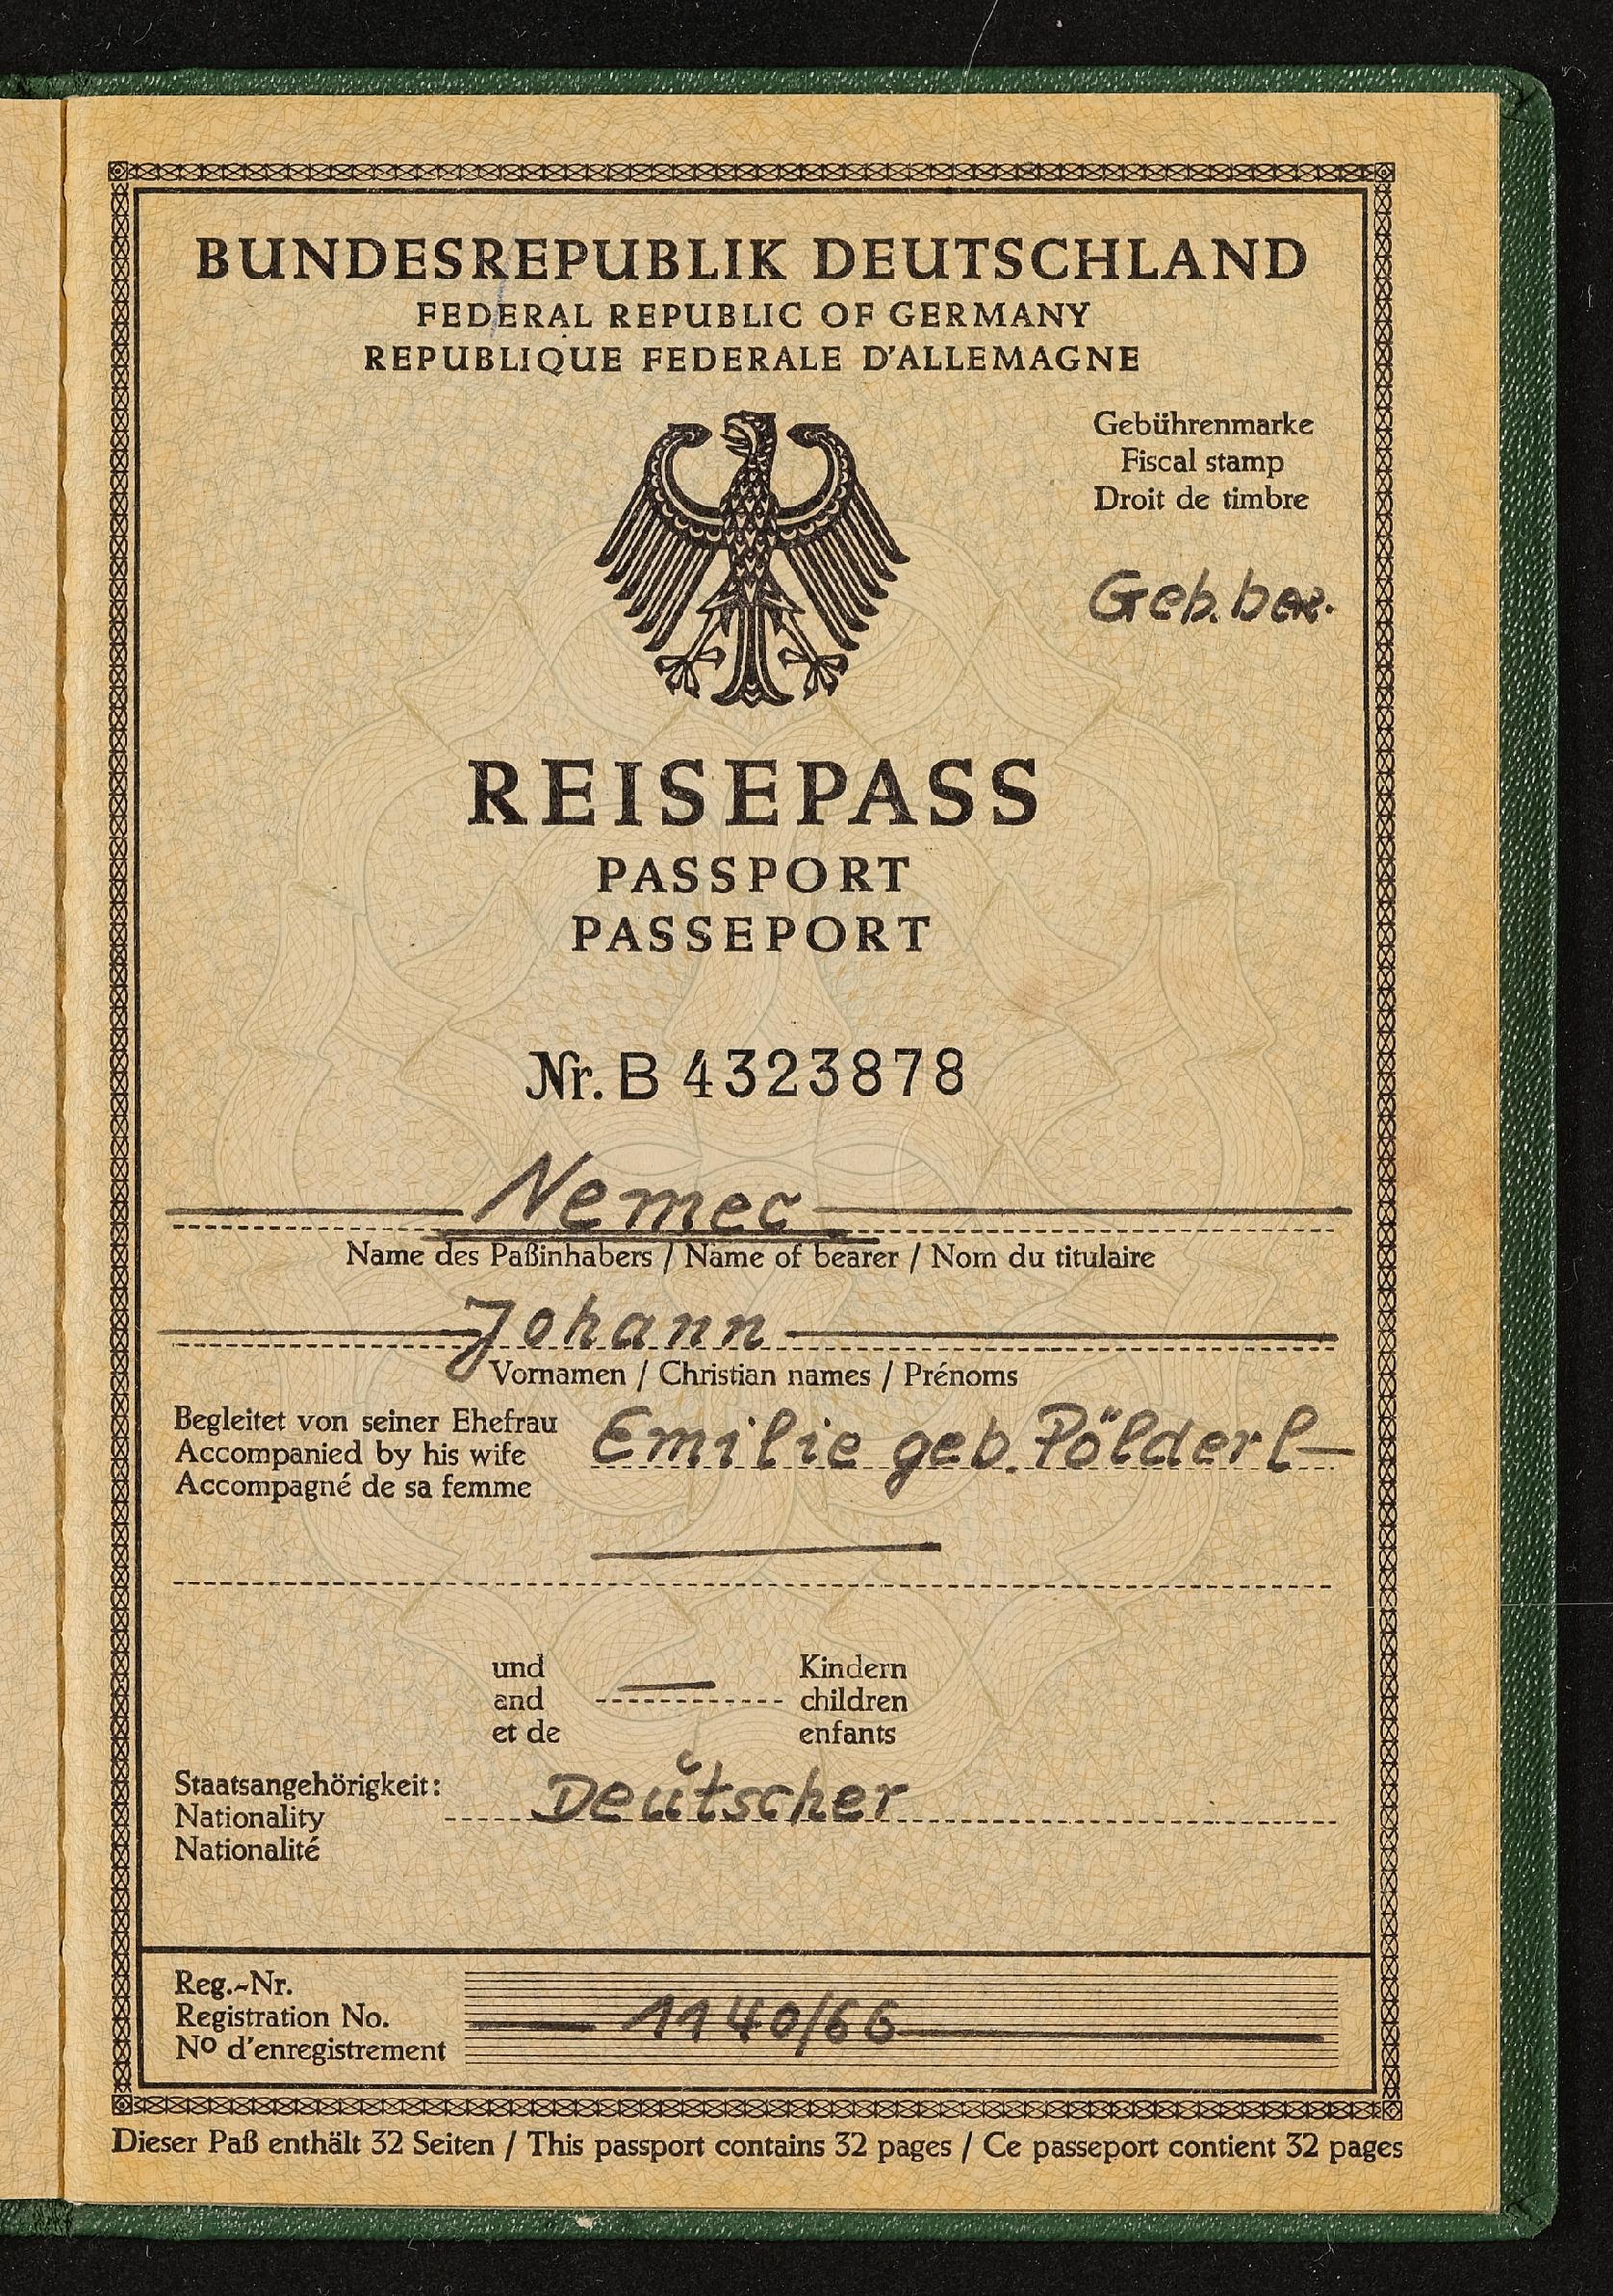 BUNDESREPUBLIK DEUTSCHLAND
FEDERAL REPUBLIC OF GERMANY
REPUBLIQUE FEDERALE D'ALLEMAGNE
Gebührenmarke
Fiscal stamp
Droit de timbre
Geb. bez.
REISEPASS
PASSPORT
PASSEPORT
Nr. B 4323878
Nemec
Name des Paßinhabers / Name of bearer / Nom du titulaire
Johann
Vornamen / Christian names / Prénoms
Begleitet von seiner Ehefrau
Accompanied by his wife
Accompagné de sa femme
Emilie geb. Pölderl
und
and
et de
Kindern
children
enfants
Staatsangehörigkeit:
Nationality
Nationalité
Deutscher
Reg.-Nr.
Registration No.
Nº d'enregistrement
1140/66
Dieser Paß enthält 32 Seiten / This passport contains 32 pages / Ce passeport contient 32 pages